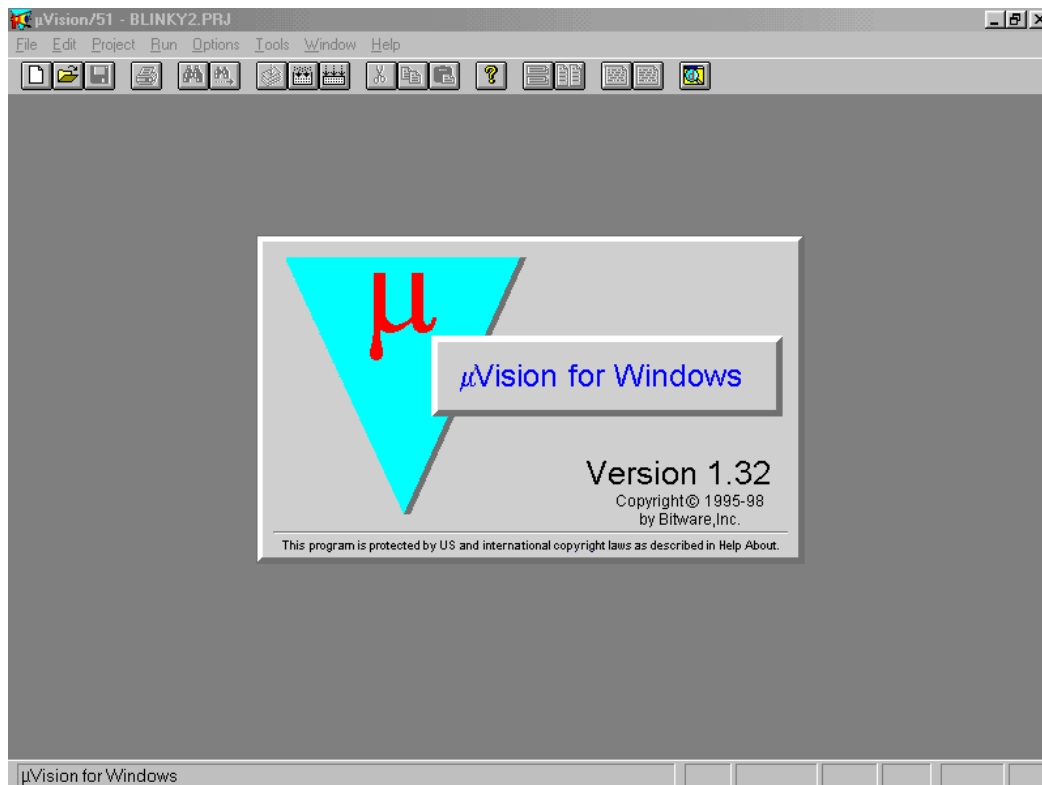 µVision/51 - BLINKY2.PRJ
File Edit Project Run Options Tools Window Help
µ
µVision for Windows
Version 1.32
Copyright© 1995-98
by Bitware,Inc.
This program is protected by US and international copyright laws as described in Help About.
µVision for Windows